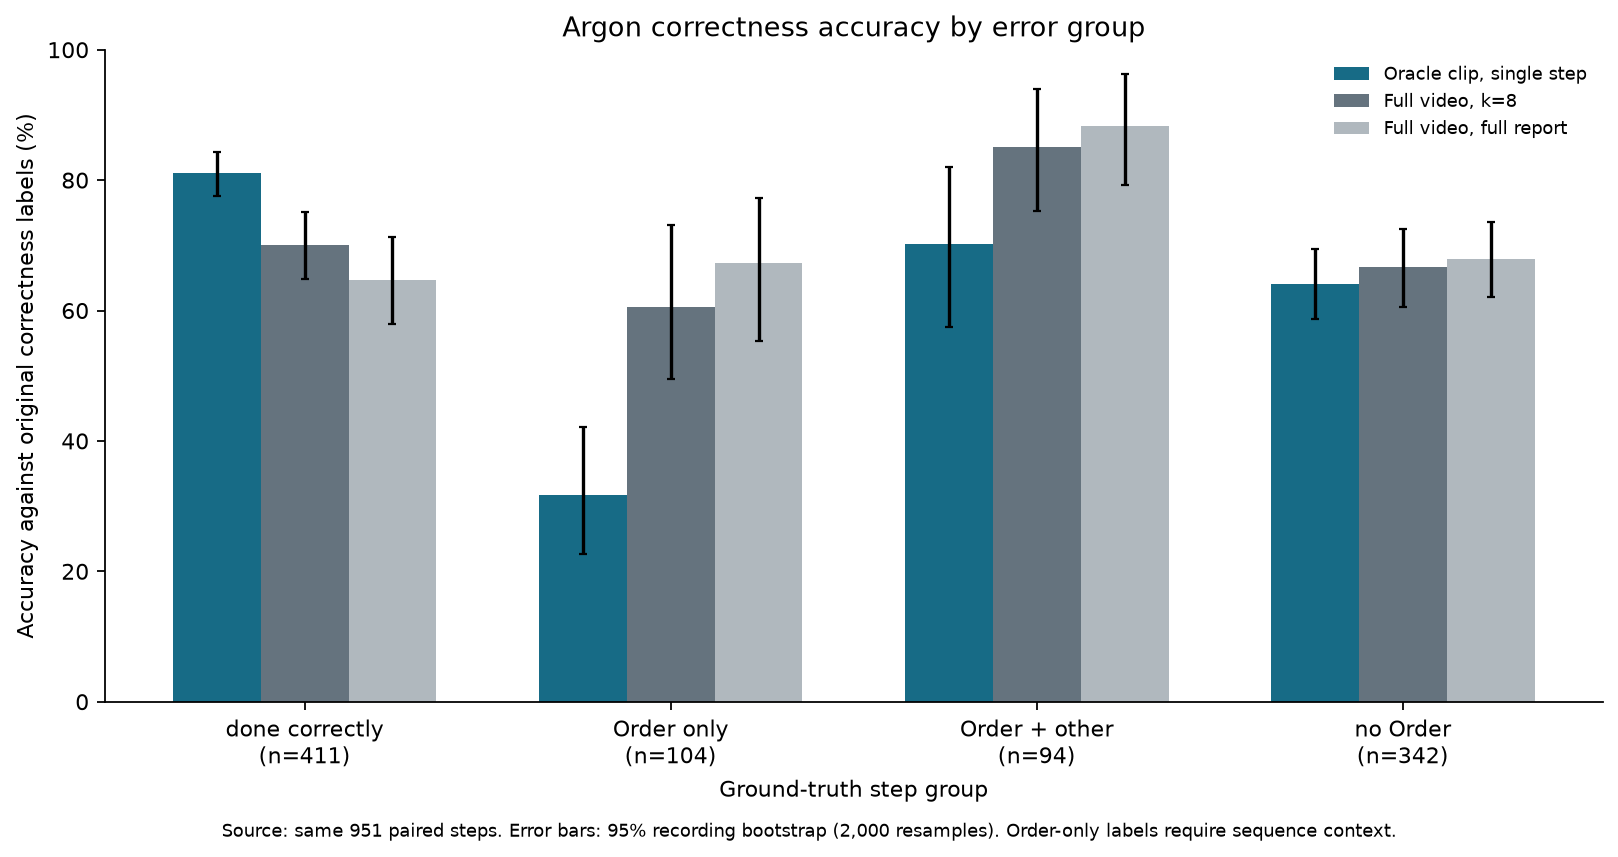 Argon correctness accuracy by error group
Accuracy against original correctness labels (%)
100
80
60
40
20
0
Oracle clip, single step
Full video, k=8
Full video, full report
done correctly
(n=411)
Order only
(n=104)
Order + other
(n=94)
no Order
(n=342)
Ground-truth step group
Source: same 951 paired steps. Error bars: 95% recording bootstrap (2,000 resamples). Order-only labels require sequence context.